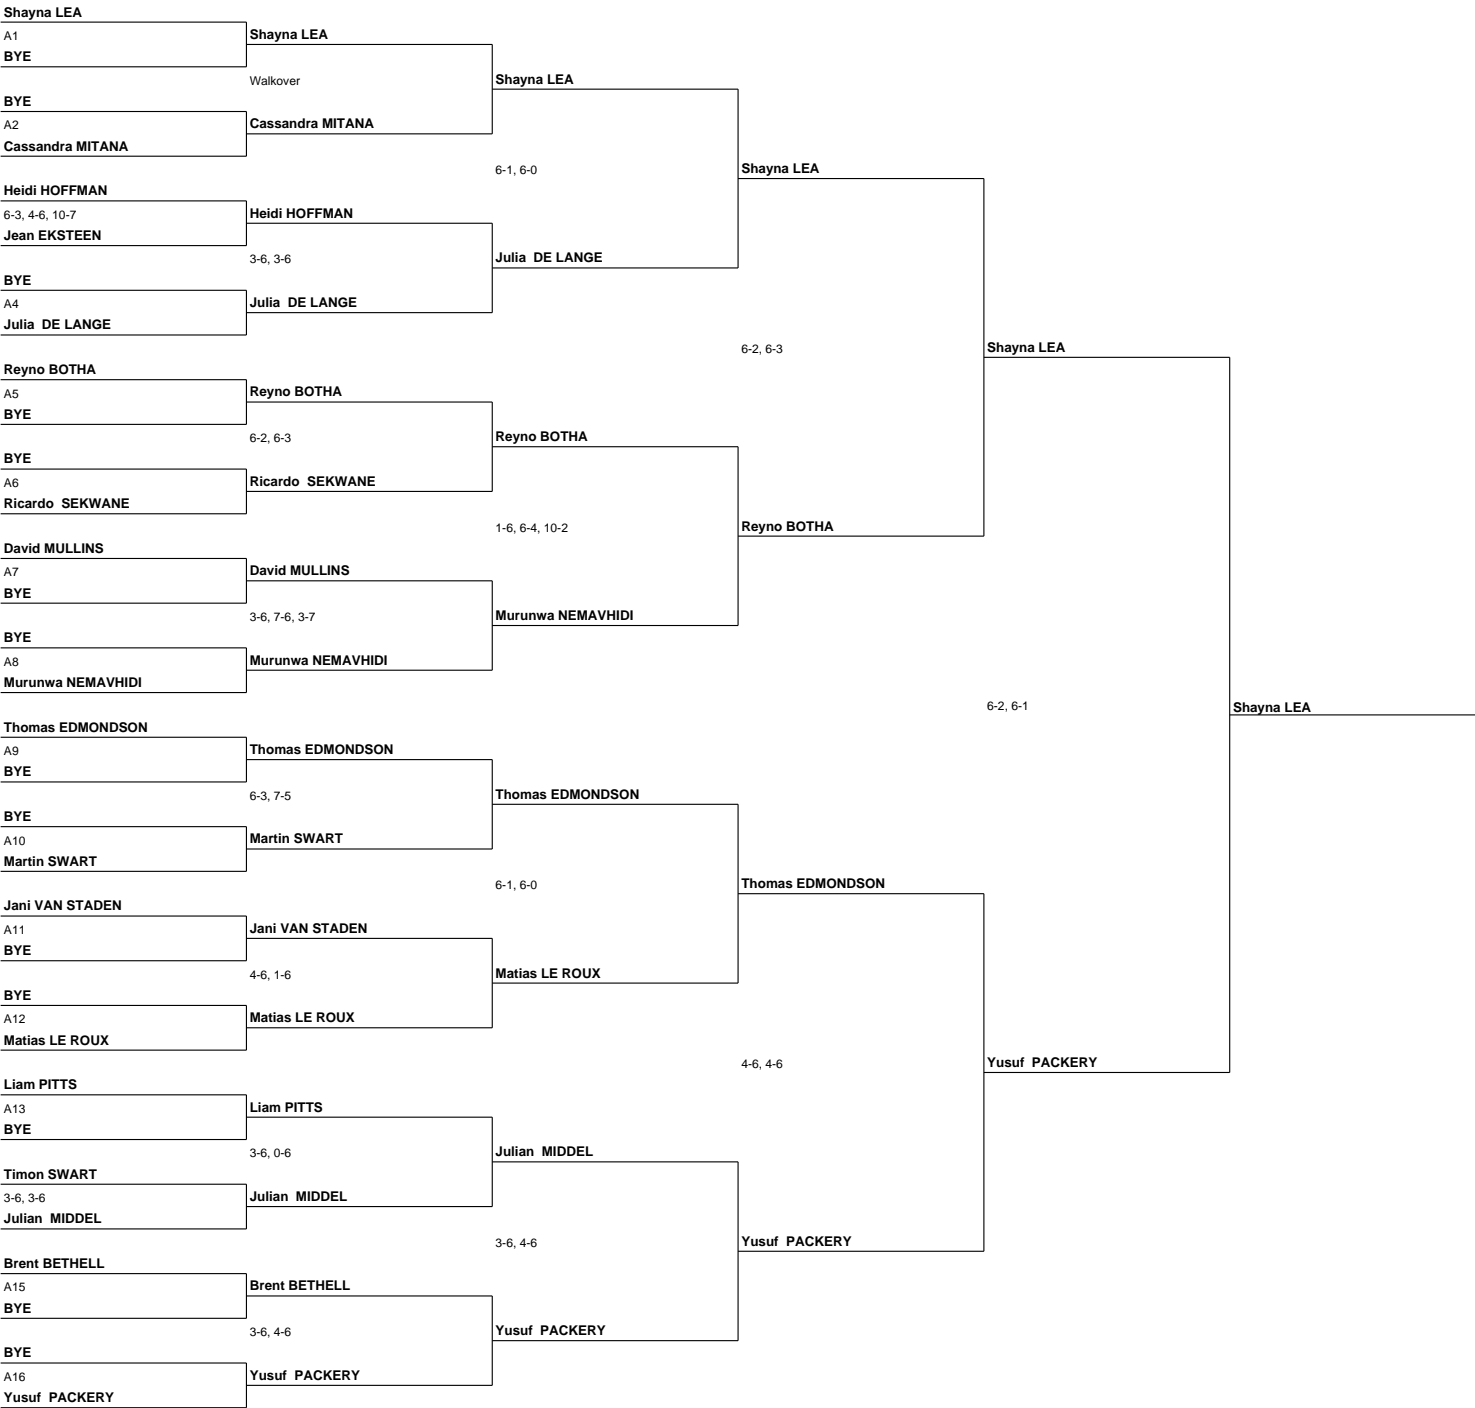 Shayna LEA
A1
BYE
BYE
A2
Cassandra MITANA
Heidi HOFFMAN
6-3, 4-6, 10-7
Jean EKSTEEN
BYE
A4
Julia  DE LANGE
Reyno BOTHA
A5
BYE
BYE
A6
Ricardo  SEKWANE
David MULLINS
A7
BYE
BYE
A8
Murunwa NEMAVHIDI
Thomas EDMONDSON
A9
BYE
BYE
A10
Martin SWART
Jani VAN STADEN
A11
BYE
BYE
A12
Matias LE ROUX
Liam PITTS
A13
BYE
Timon SWART
3-6, 3-6
Julian  MIDDEL
Brent BETHELL
A15
BYE
BYE
A16
Yusuf  PACKERY
Shayna LEA
Walkover
Cassandra MITANA
Heidi HOFFMAN
3-6, 3-6
Julia  DE LANGE
Reyno BOTHA
6-2, 6-3
Ricardo  SEKWANE
David MULLINS
3-6, 7-6, 3-7
Murunwa NEMAVHIDI
Thomas EDMONDSON
6-3, 7-5
Martin SWART
Jani VAN STADEN
4-6, 1-6
Matias LE ROUX
Liam PITTS
3-6, 0-6
Julian  MIDDEL
Brent BETHELL
3-6, 4-6
Yusuf  PACKERY
Shayna LEA
6-1, 6-0
Julia  DE LANGE
Reyno BOTHA
1-6, 6-4, 10-2
Murunwa NEMAVHIDI
Thomas EDMONDSON
6-1, 6-0
Matias LE ROUX
Julian  MIDDEL
3-6, 4-6
Yusuf  PACKERY
Shayna LEA
6-2, 6-3
Reyno BOTHA
Thomas EDMONDSON
4-6, 4-6
Yusuf  PACKERY
Shayna LEA
6-2, 6-1
Yusuf  PACKERY
Shayna LEA